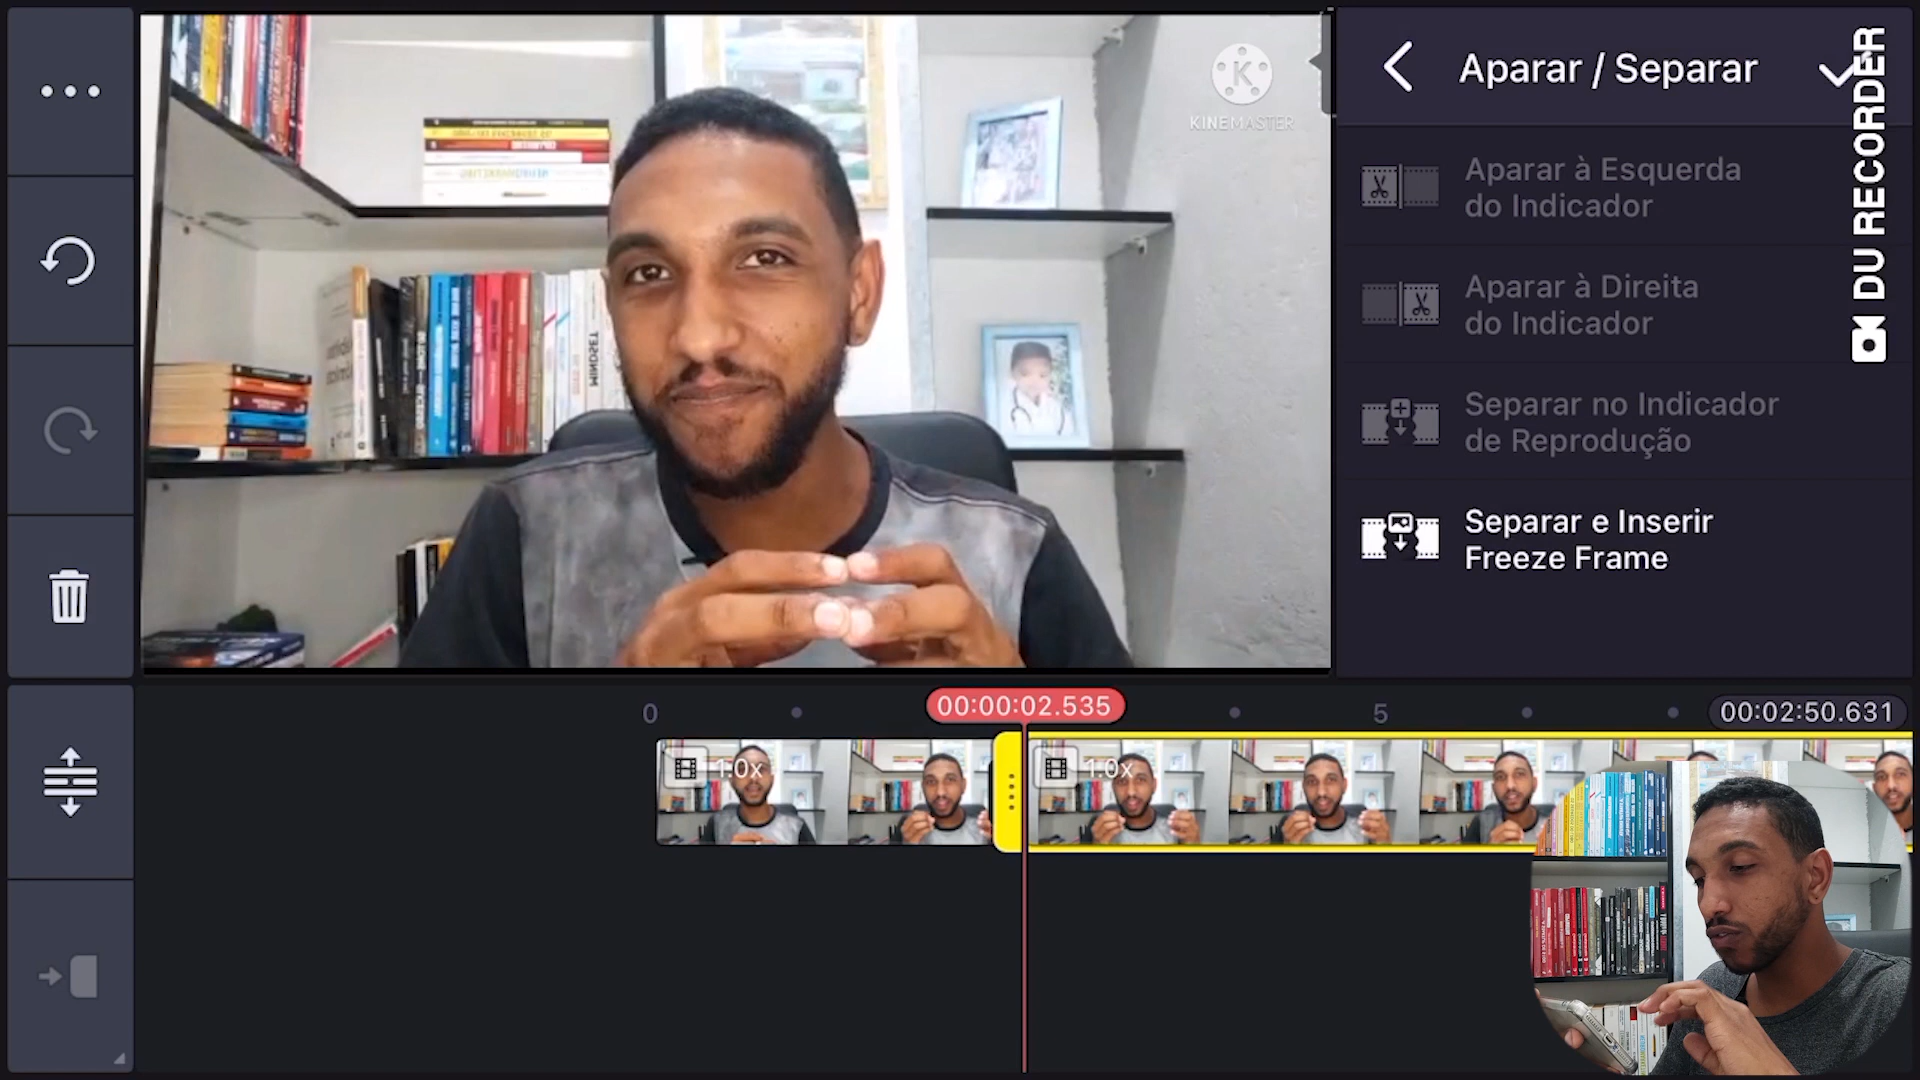 KINEMASTER
Aparar / Separar
Aparar à Esquerda
do Indicador
Aparar à Direita
do Indicador
Separar no Indicador
de Reprodução
Separar e Inserir
Freeze Frame
DU RECORDER
MINDSET
0
00:00:02.535
5
00:02:50.631
1.0x
1.0x